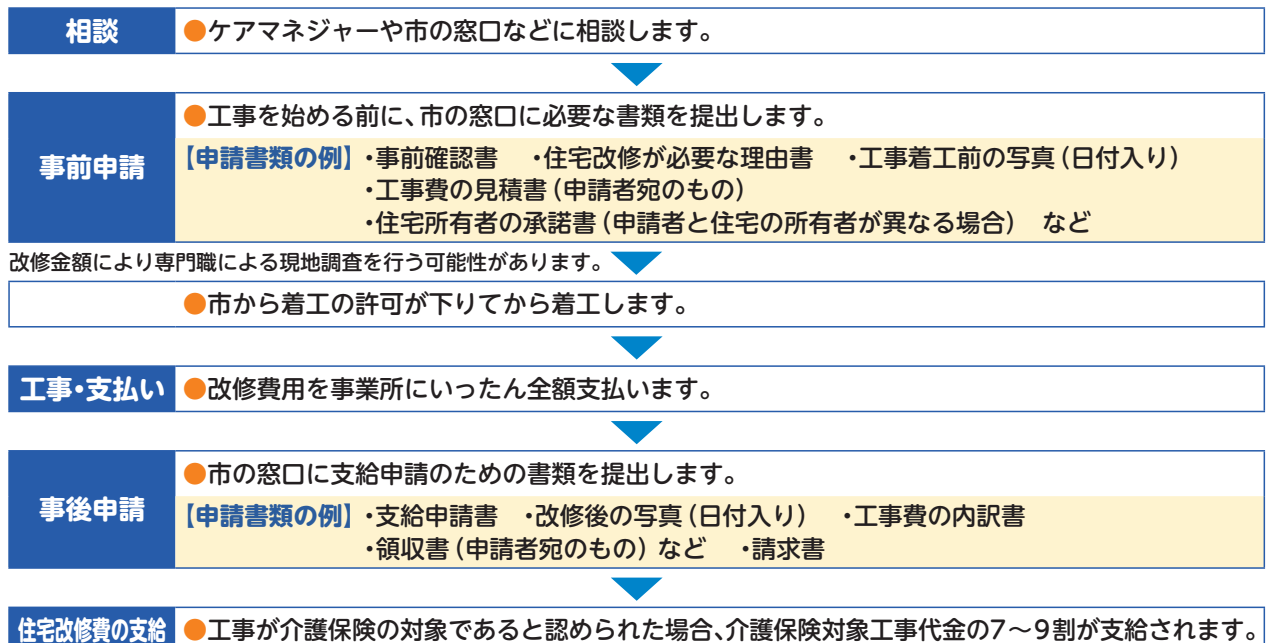 相談 ●ケアマネジャーや市の窓口などに相談します。
●工事を始める前に、市の窓口に必要な書類を提出します。
事前申請 【申請書類の例】 ・事前確認書 ・住宅改修が必要な理由書 ・工事着工前の写真(日付入り)
・工事費の見積書(申請者宛のもの)
・住宅所有者の承諾書(申請者と住宅の所有者が異なる場合) など
改修金額により専門職による現地調査を行う可能性があります。
●市から着工の許可が下りてから着工します。
工事・支払い ●改修費用を事業所にいったん全額支払います。
●市の窓口に支給申請のための書類を提出します。
事後申請 【申請書類の例】 ・支給申請書 ・改修後の写真(日付入り) ・工事費の内訳書
・領収書(申請者宛のもの) など ・請求書
住宅改修費の支給 ●工事が介護保険の対象であると認められた場合、介護保険対象工事代金の7〜9割が支給されます。